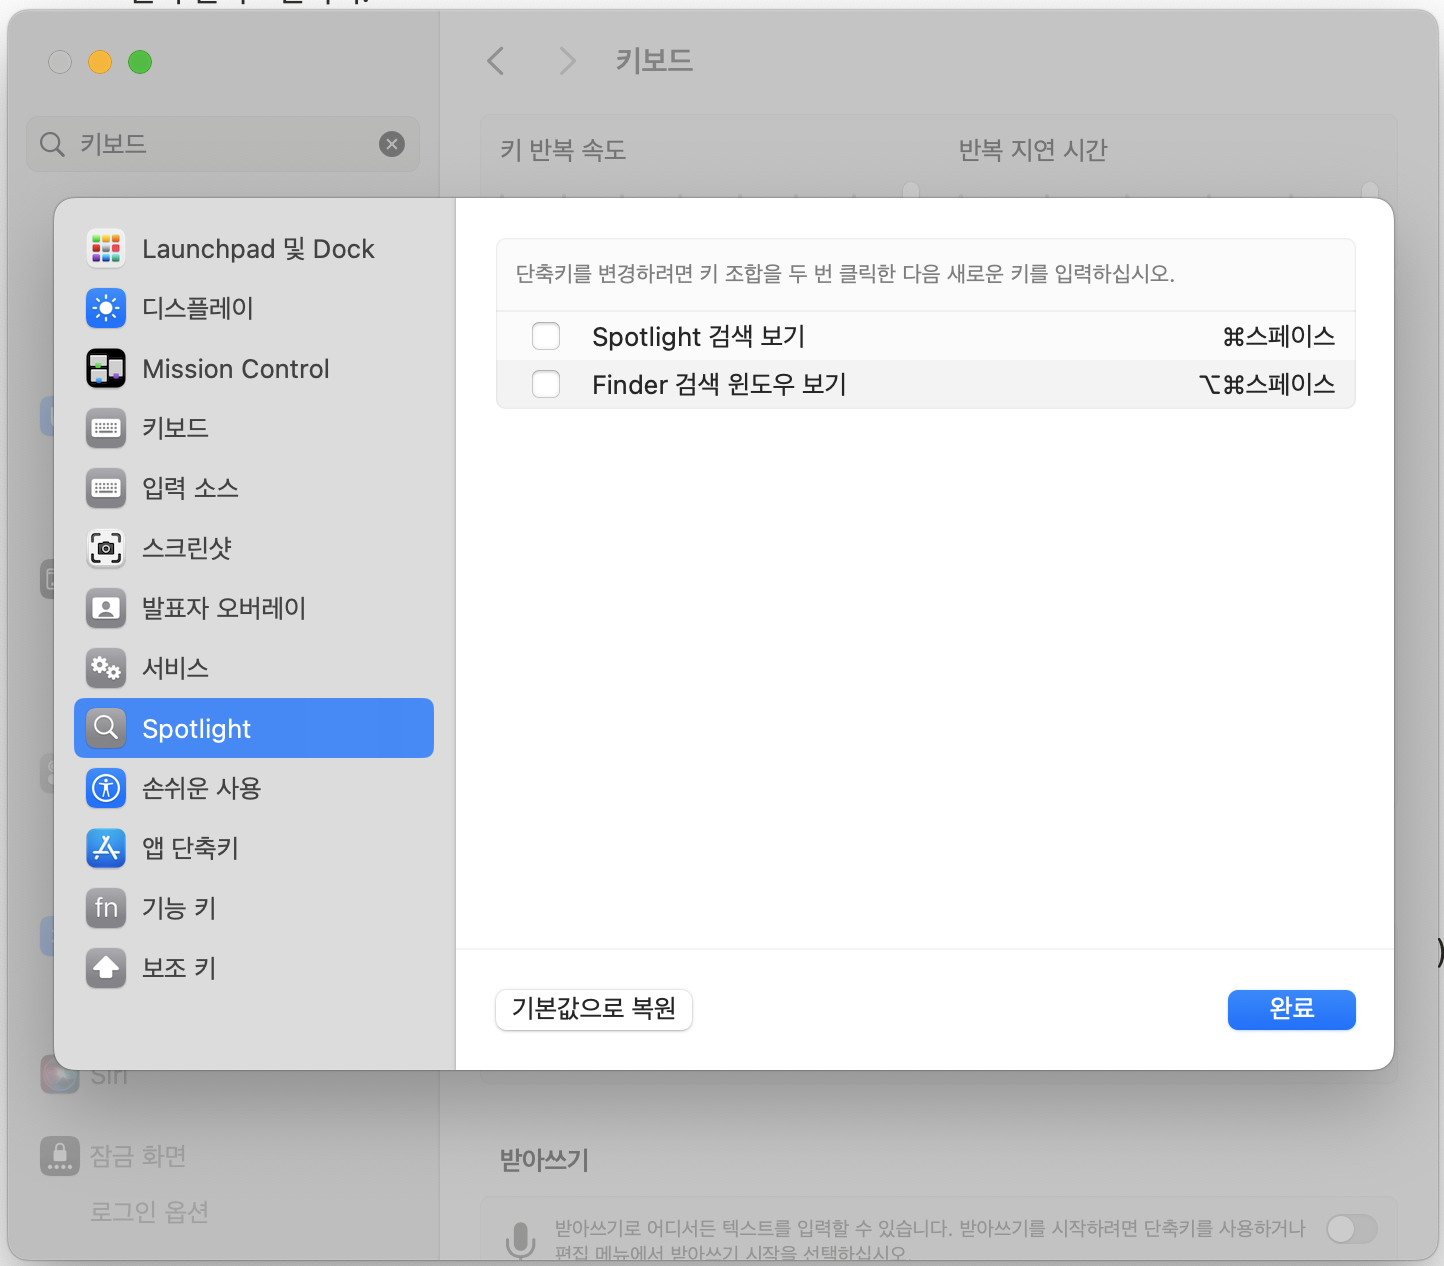 키보드
키보드
키 반복 속도
반복 지연 시간
Launchpad 및 Dock
디스플레이
Mission Control
키보드
입력 소스
스크린샷
발표자 오버레이
서비스
Spotlight
손쉬운 사용
앱 단축키
fn 기능 키
보조 키
단축키를 변경하려면 키 조합을 두 번 클릭한 다음 새로운 키를 입력하십시오.
Spotlight 검색 보기 ⌘스페이스
Finder 검색 윈도우 보기 ⌥⌘스페이스
기본값으로 복원
완료
Siri
잠금 화면
로그인 옵션
받아쓰기
받아쓰기로 어디서든 텍스트를 입력할 수 있습니다. 받아쓰기를 시작하려면 단축키를 사용하거나
편집 메뉴에서 받아쓰기 시작을 선택하십시오.
)